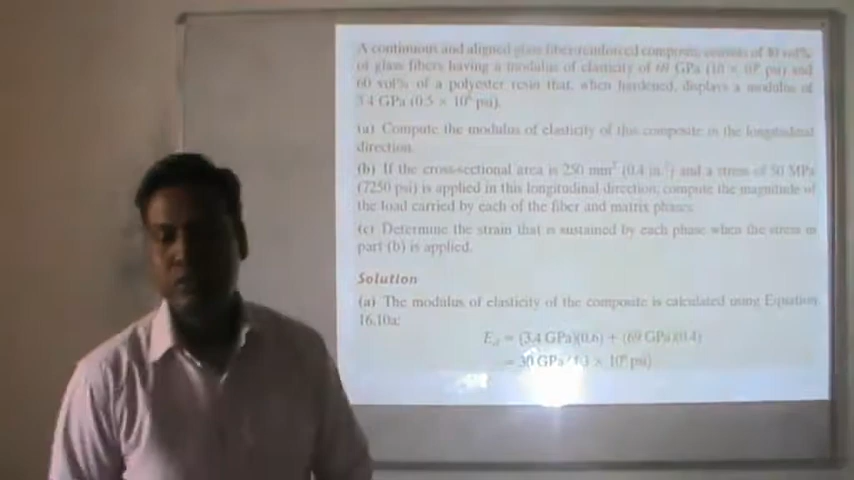 A continuous and aligned glass fiber-reinforced composite consists of 40 vol%
of glass fibers having a modulus of elasticity of 69 GPa (10 × 10⁶ psi) and
60 vol% of a polyester resin that, when hardened, displays a modulus of
3.4 GPa (0.5 × 10⁶ psi).
(a) Compute the modulus of elasticity of this composite in the longitudinal
direction.
(b) If the cross-sectional area is 250 mm² (0.4 in.²) and a stress of 50 MPa
(7250 psi) is applied in this longitudinal direction, compute the magnitude of
the load carried by each of the fiber and matrix phases.
(c) Determine the strain that is sustained by each phase when the stress in
part (b) is applied.
Solution
(a) The modulus of elasticity of the composite is calculated using Equation
16.10a:
E_cl = (3.4 GPa)(0.6) + (69 GPa)(0.4)
= 30 GPa (4.3 × 10⁶ psi)